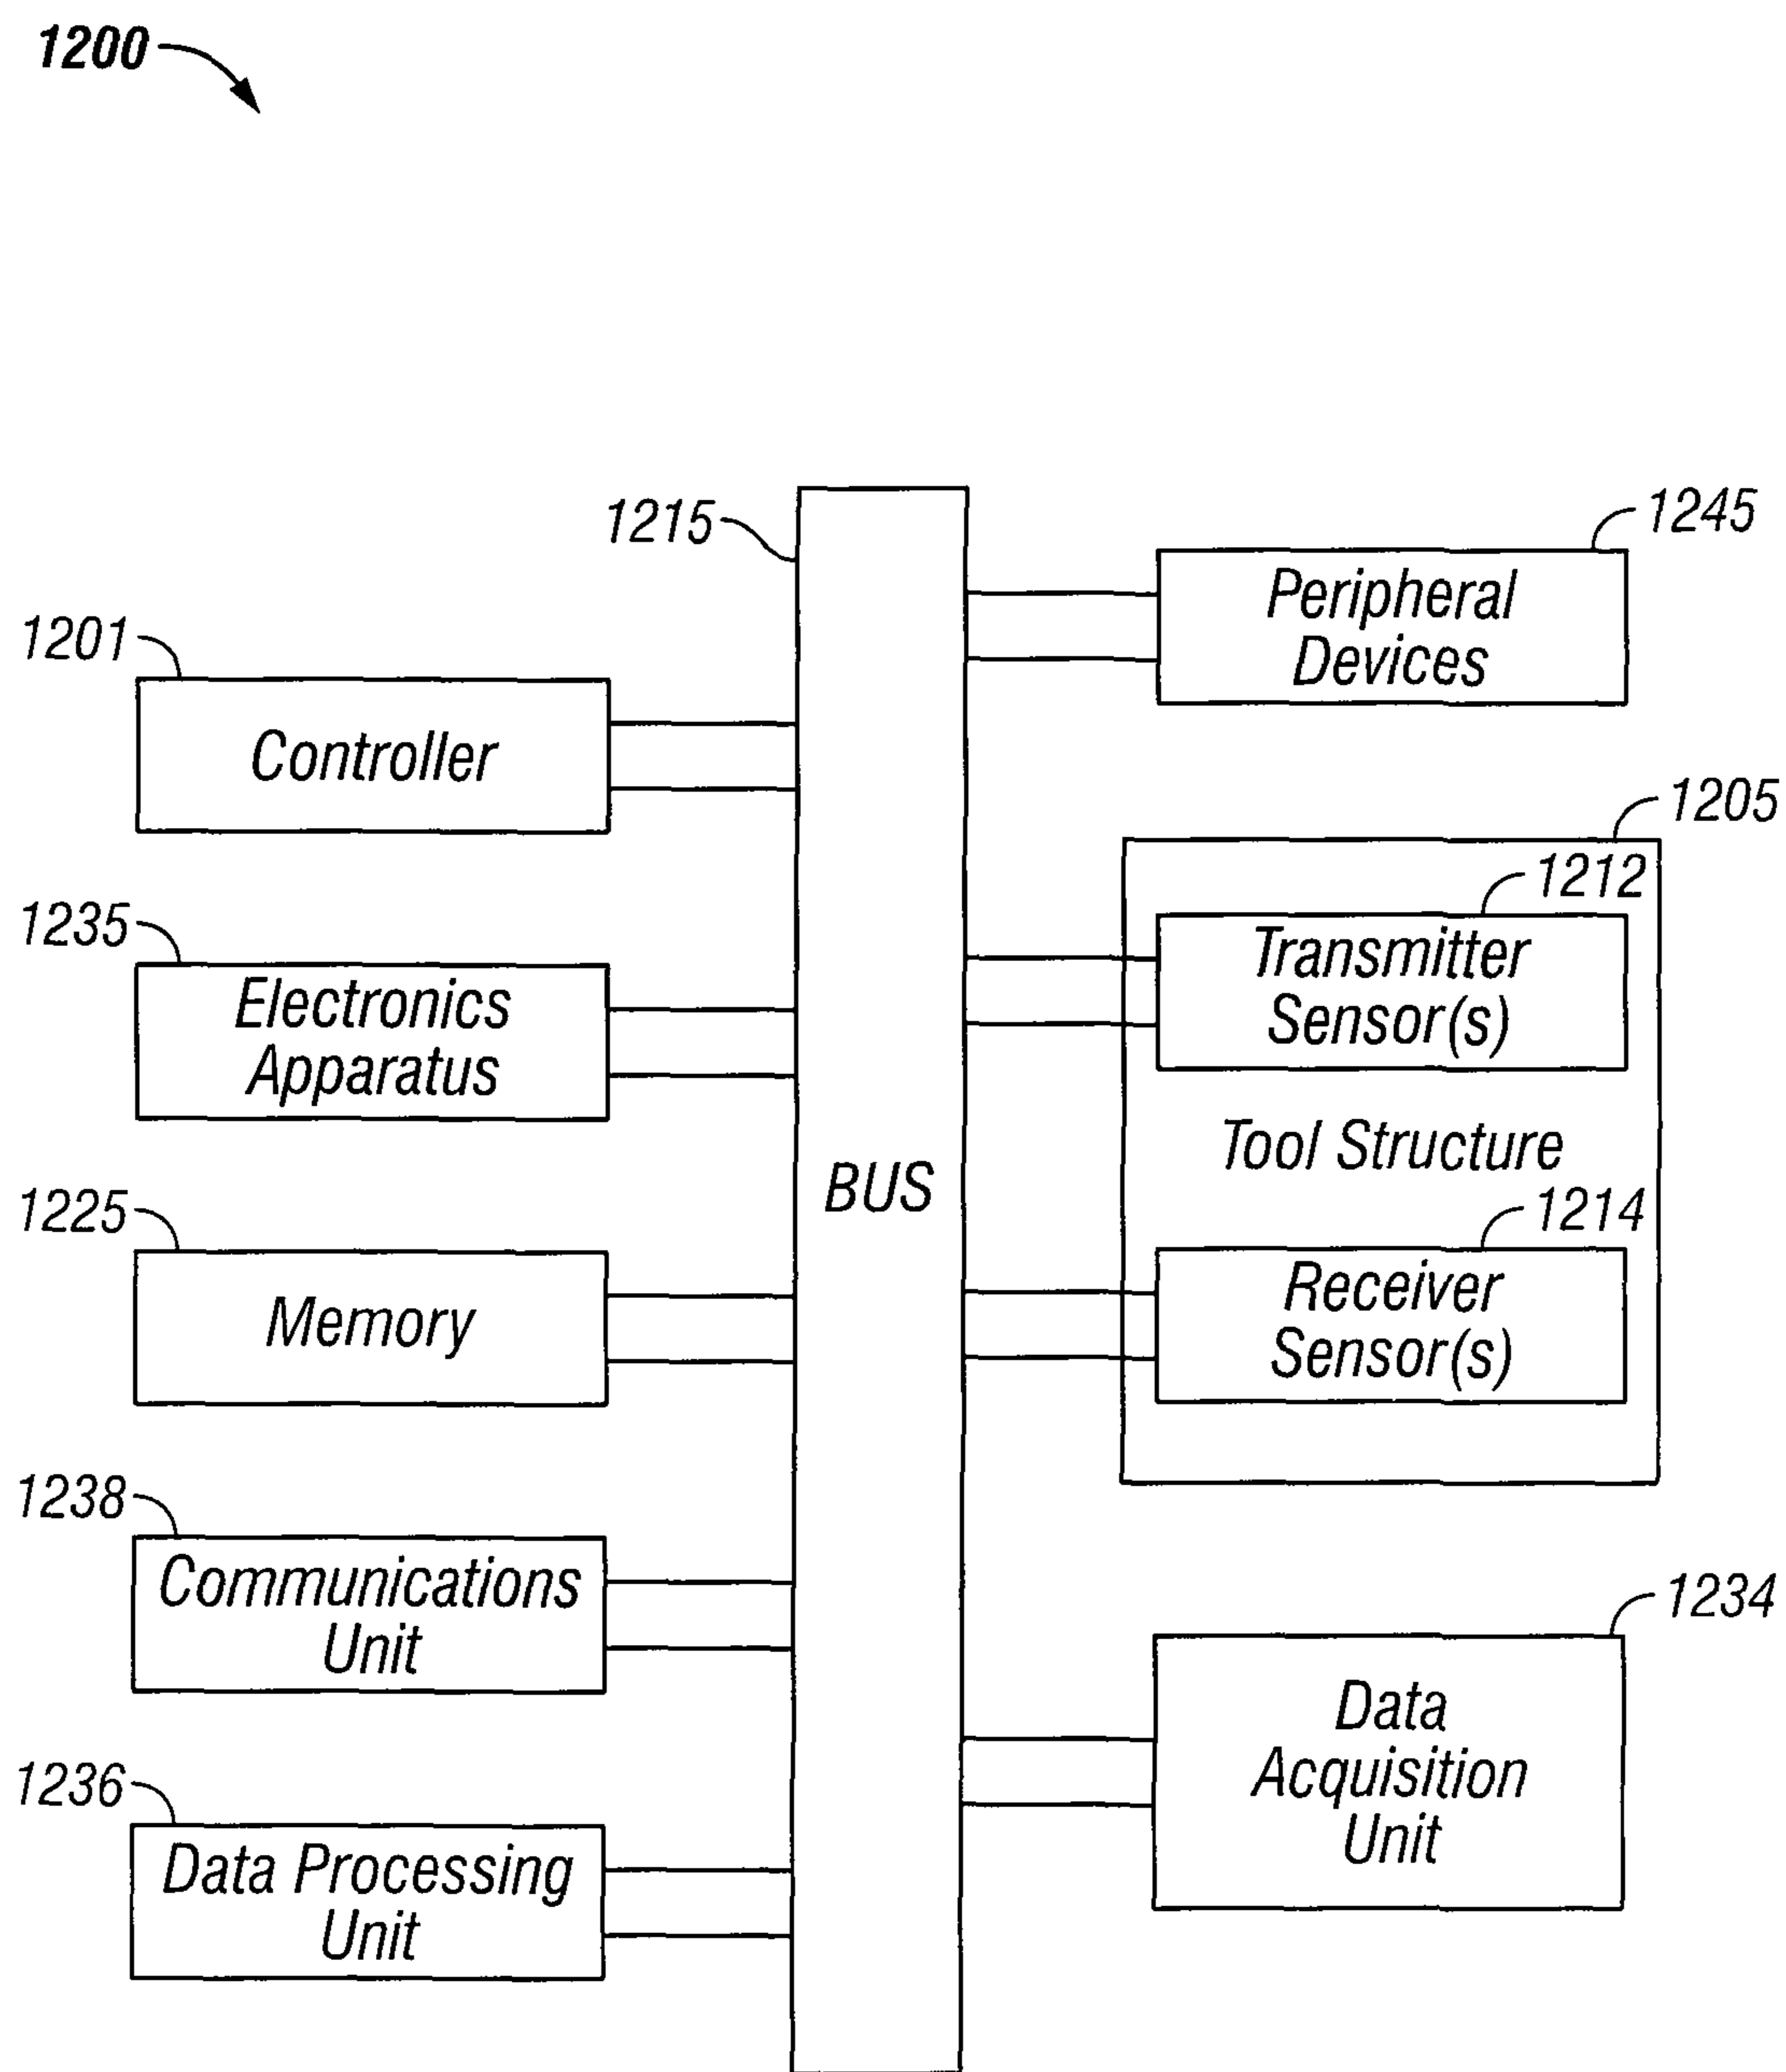 1200
1215
1245
Peripheral
Devices
1201
Controller
1205
1212
Transmitter
Sensor(s)
1235
Electronics
Apparatus
Tool Structure
BUS
1225
Memory
1214
Receiver
Sensor(s)
1238
Communications
Unit
1234
Data
Acquisition
Unit
1236
Data Processing
Unit